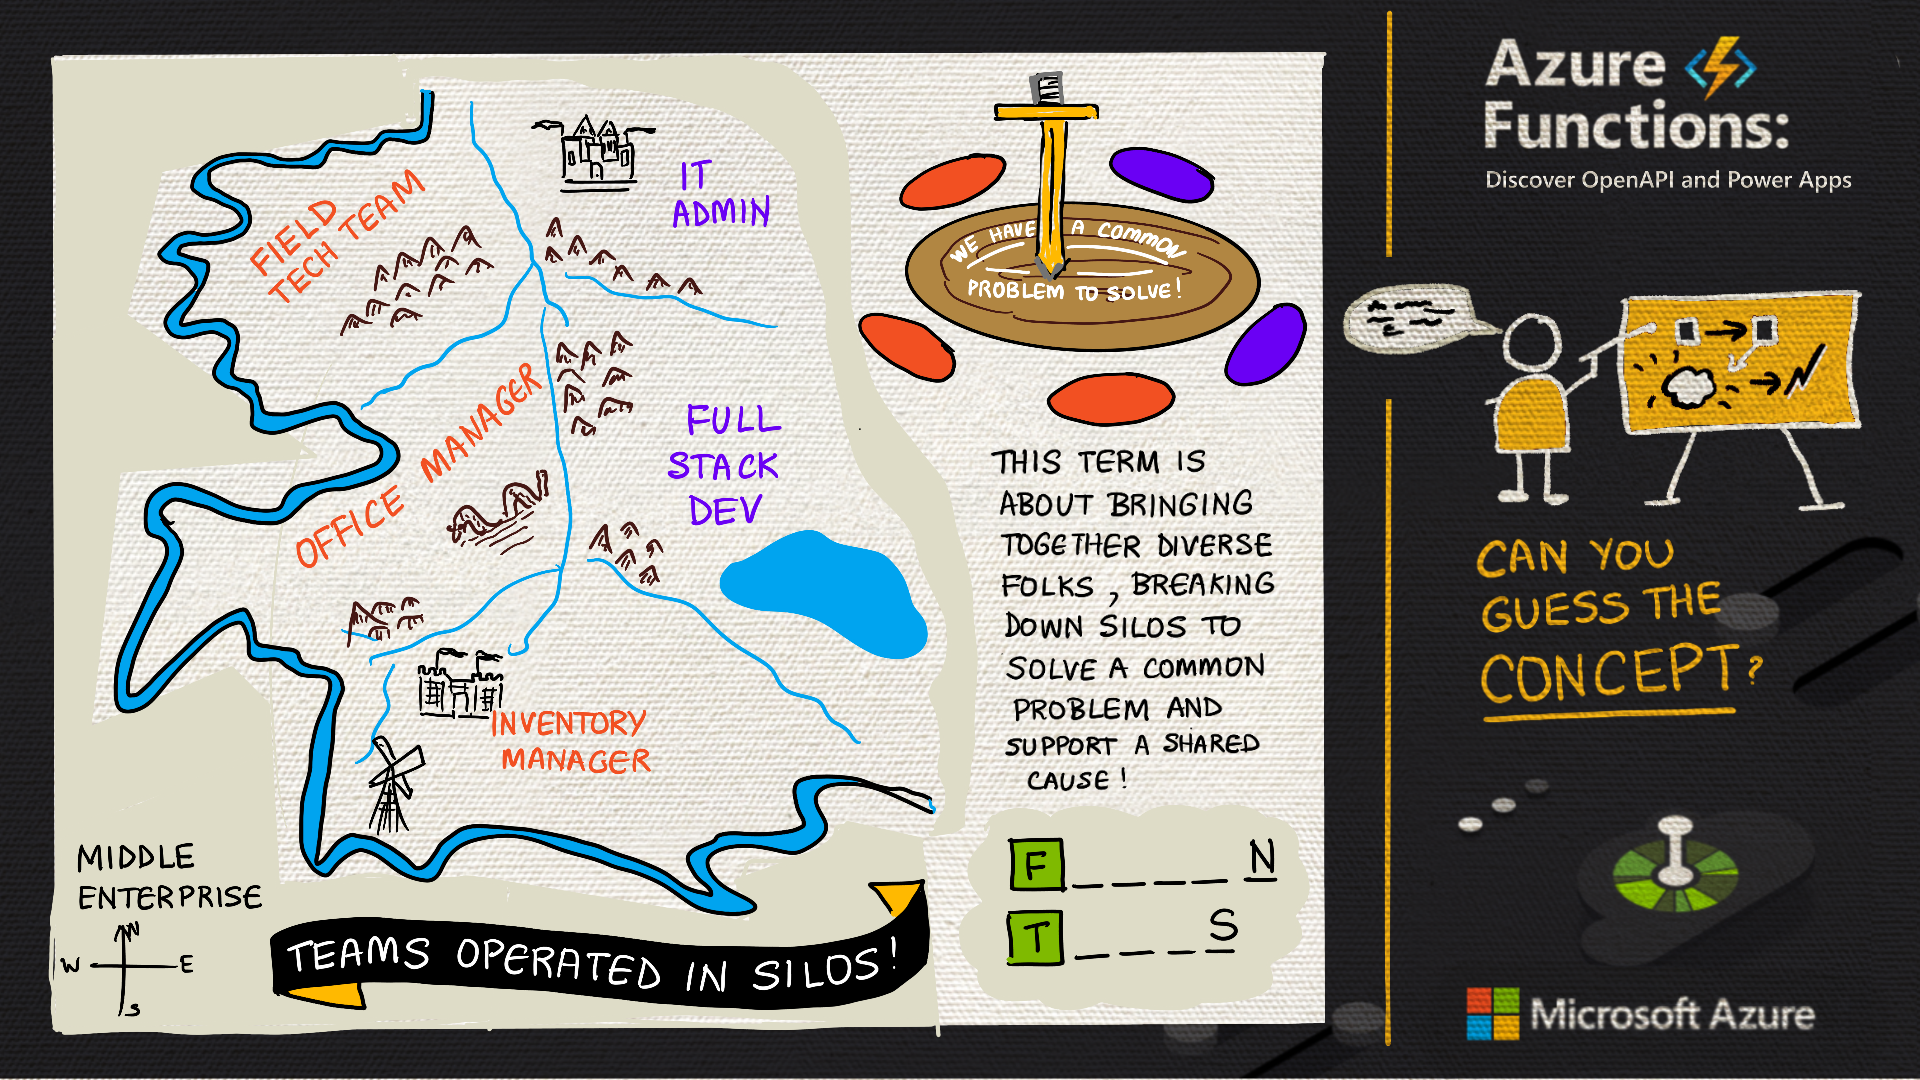 FIELD
TECH TEAM
IT
ADMIN
OFFICE MANAGER
FULL
STACK
DEV
INVENTORY
MANAGER
MIDDLE
ENTERPRISE
N
W
E
S
TEAMS OPERATED IN SILOS!
WE HAVE A COMMON
PROBLEM TO SOLVE!
THIS TERM IS
ABOUT BRINGING
TOGETHER DIVERSE
FOLKS, BREAKING
DOWN SILOS TO
SOLVE A COMMON
PROBLEM AND
SUPPORT A SHARED
CAUSE!
F _ _ _ _ N
T _ _ _ S
Azure
Functions:
Discover OpenAPI and Power Apps
CAN YOU
GUESS THE
CONCEPT?
Microsoft Azure